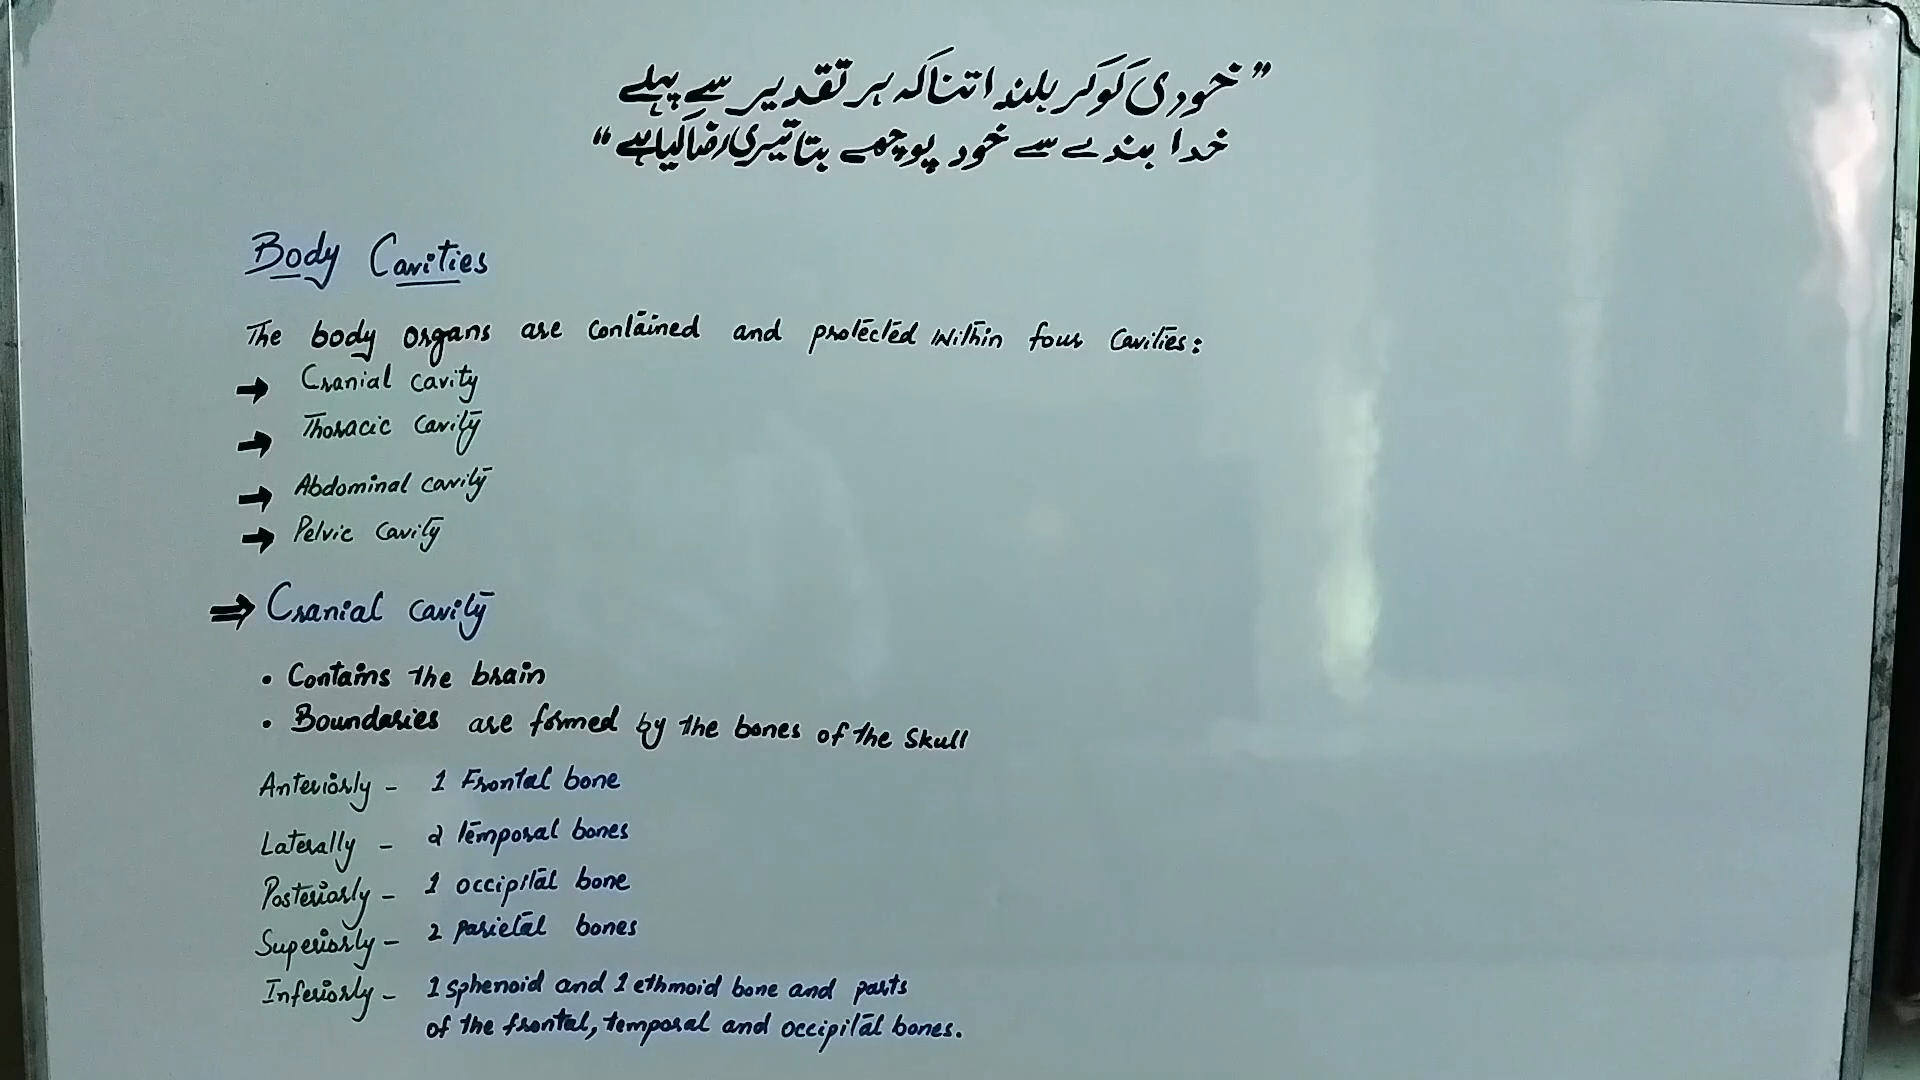 ”خودی کو کر بلند اتنا کہ ہر تقدیر سے پہلے
خدا بندے سے خود پوچھے بتا تیری رضا کیا ہے“
Body Cavities
The body organs are contained and protected within four cavities:
→ Cranial cavity
→ Thoracic cavity
→ Abdominal cavity
→ Pelvic cavity
⇒ Cranial cavity
• Contains the brain
• Boundaries are formed by the bones of the skull
Anteriorly - 1 Frontal bone
Laterally - 2 temporal bones
Posteriorly - 1 occipital bone
Superiorly - 2 parietal bones
Inferiorly - 1 sphenoid and 1 ethmoid bone and parts
of the frontal, temporal and occipital bones.